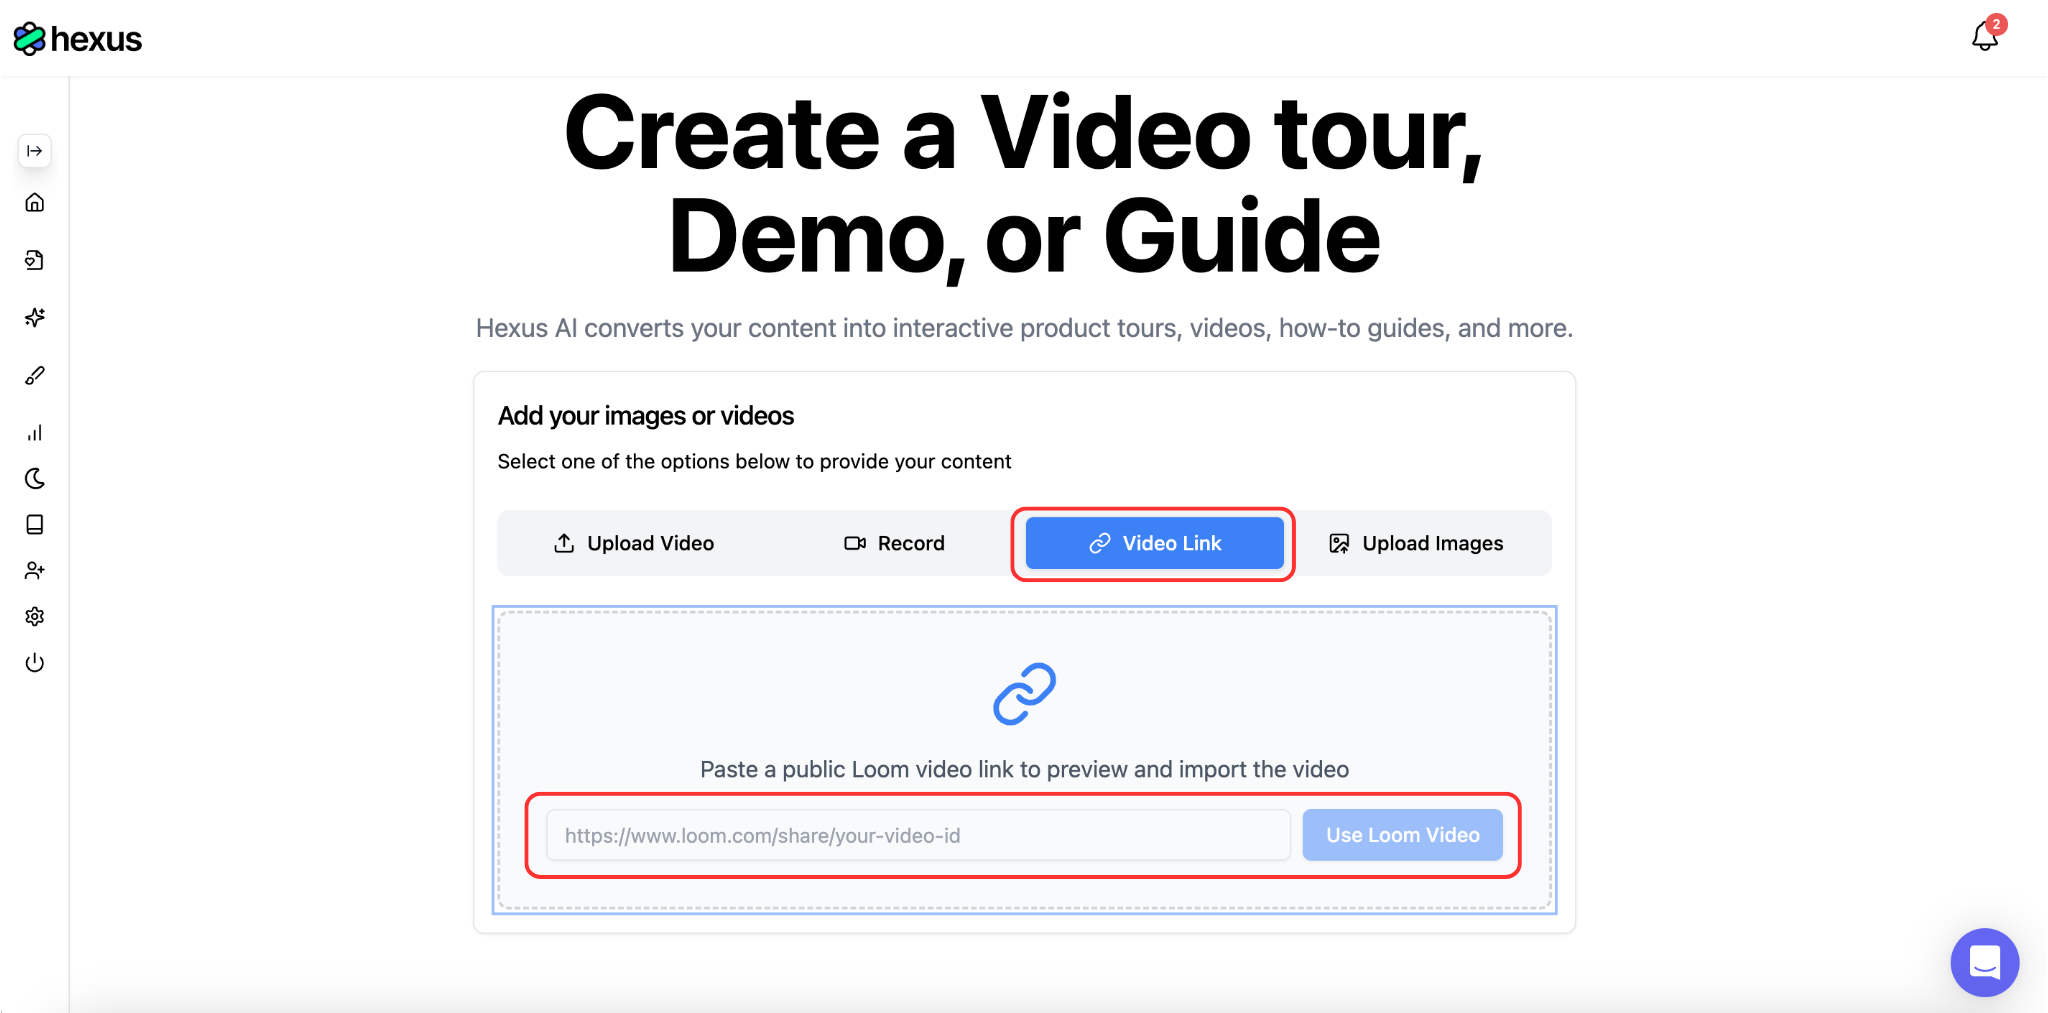 hexus
2
Create a Video tour,
Demo, or Guide
Hexus AI converts your content into interactive product tours, videos, how-to guides, and more.
Add your images or videos
Select one of the options below to provide your content
Upload Video Record Video Link Upload Images
Paste a public Loom video link to preview and import the video
https://www.loom.com/share/your-video-id Use Loom Video